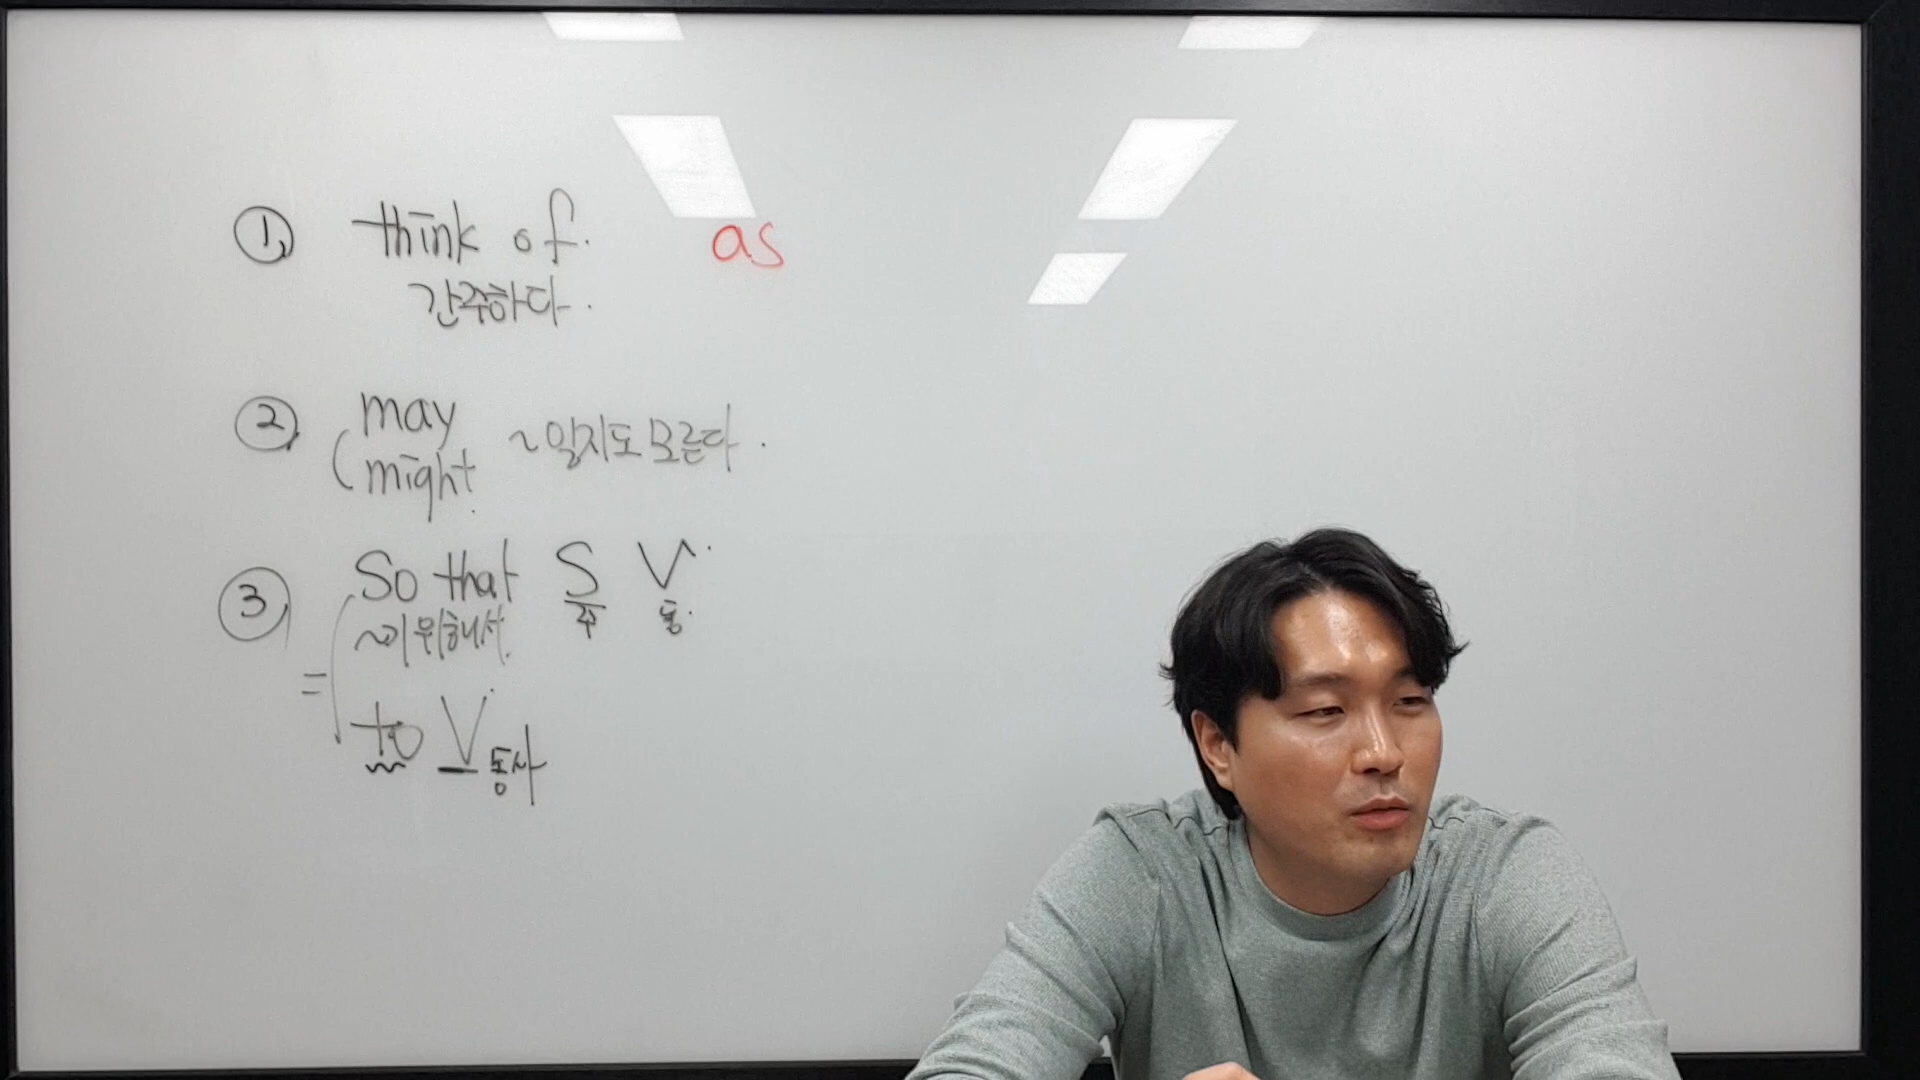 ① think of. as
간주하다.
② may
might. ~일지도 모른다.
③ So that S V.
~기 위해서. 주 동.
= to V 동사